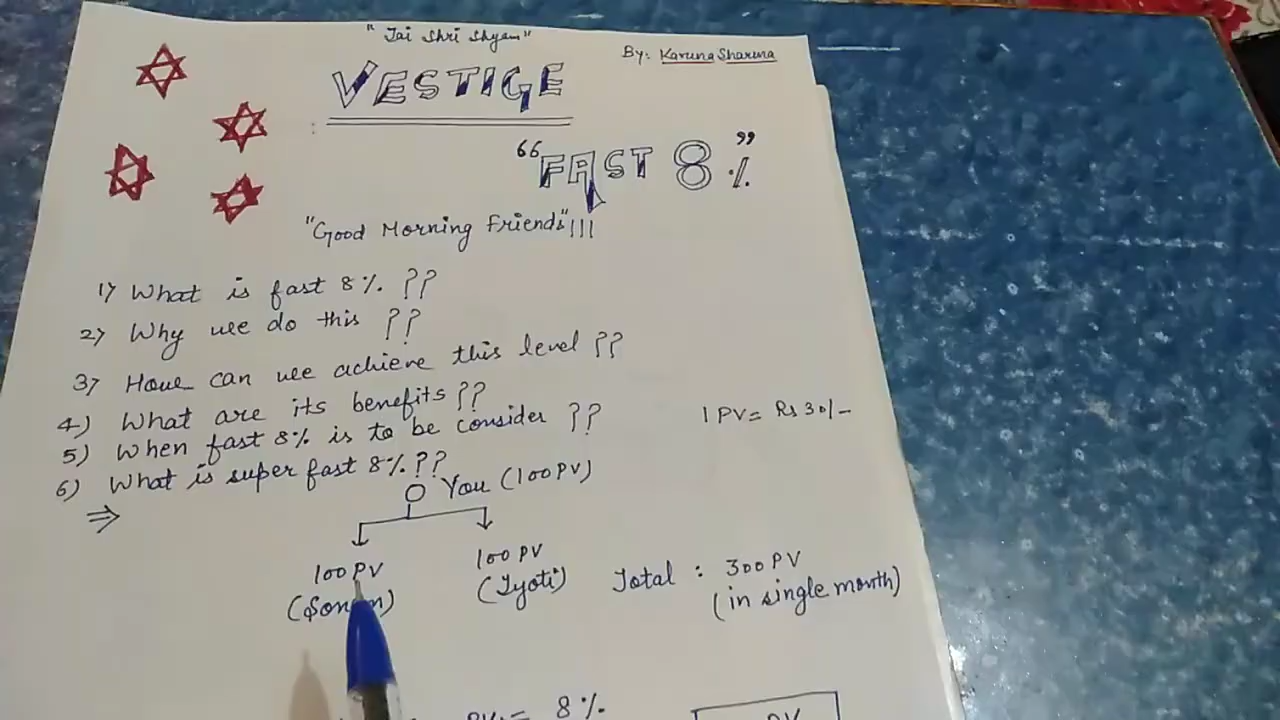 "Jai Shri Shyam"
By: Karuna Sharma
VESTIGE
"FAST 8%"
"Good Morning Friends"!!!
1) What is fast 8%. ??
2) Why we do this ??
3) How can we achieve this level ??
4) What are its benefits ??
5) When fast 8% is to be consider ??
6) What is super fast 8%. ??
1 PV = Rs 30/-
⇒ You (100PV)
100 PV 100 PV
(Jyoti) Total : 300 PV
(in single month)
8%
PV